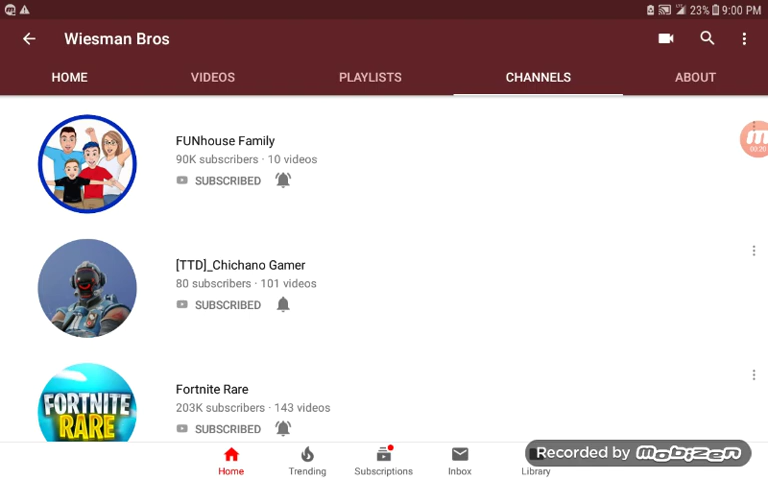 23% 9:00 PM
Wiesman Bros
HOME VIDEOS PLAYLISTS CHANNELS ABOUT
FUNhouse Family
90K subscribers · 10 videos
SUBSCRIBED
m
00:20
[TTD]_Chichano Gamer
80 subscribers · 101 videos
SUBSCRIBED
FORTNITE
RARE
Fortnite Rare
203K subscribers · 143 videos
SUBSCRIBED
Recorded by mobizen
Home Trending Subscriptions Inbox Library